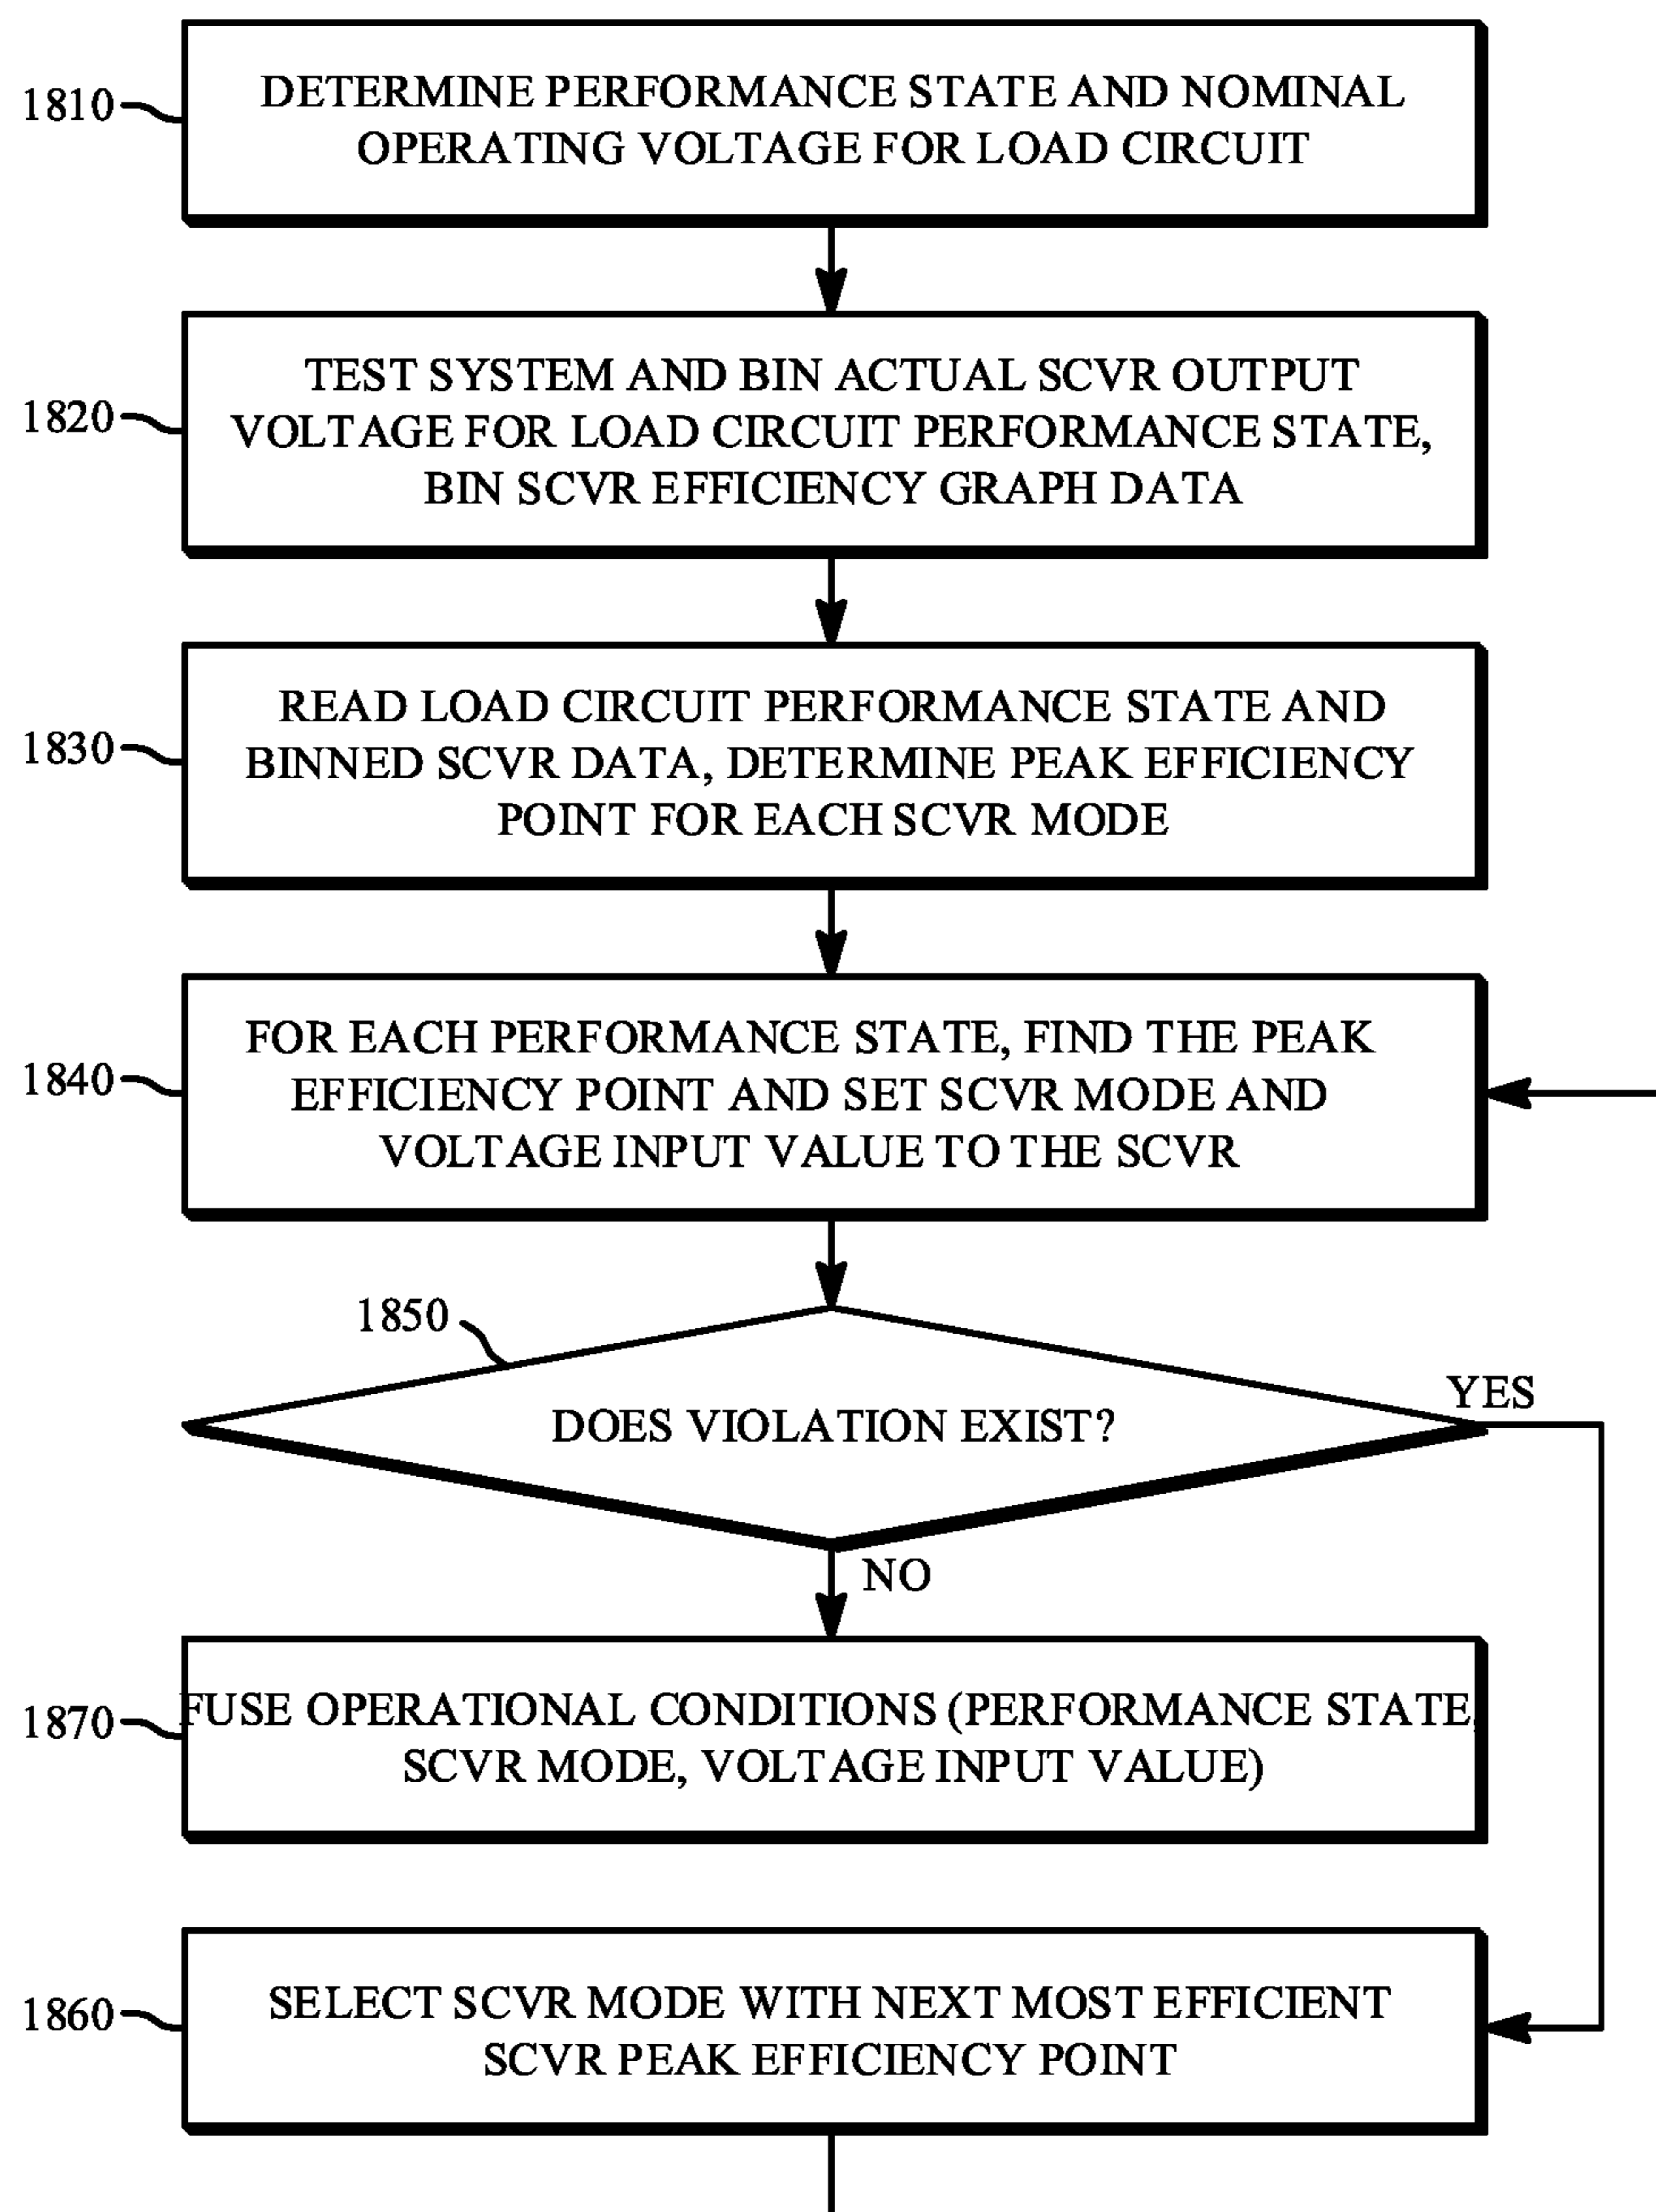 1810
DETERMINE PERFORMANCE STATE AND NOMINAL
OPERATING VOLTAGE FOR LOAD CIRCUIT
1820
TEST SYSTEM AND BIN ACTUAL SCVR OUTPUT
VOLTAGE FOR LOAD CIRCUIT PERFORMANCE STATE,
BIN SCVR EFFICIENCY GRAPH DATA
1830
READ LOAD CIRCUIT PERFORMANCE STATE AND
BINNED SCVR DATA, DETERMINE PEAK EFFICIENCY
POINT FOR EACH SCVR MODE
1840
FOR EACH PERFORMANCE STATE, FIND THE PEAK
EFFICIENCY POINT AND SET SCVR MODE AND
VOLTAGE INPUT VALUE TO THE SCVR
1850
DOES VIOLATION EXIST?
YES
NO
1870
FUSE OPERATIONAL CONDITIONS (PERFORMANCE STATE,
SCVR MODE, VOLTAGE INPUT VALUE)
1860
SELECT SCVR MODE WITH NEXT MOST EFFICIENT
SCVR PEAK EFFICIENCY POINT